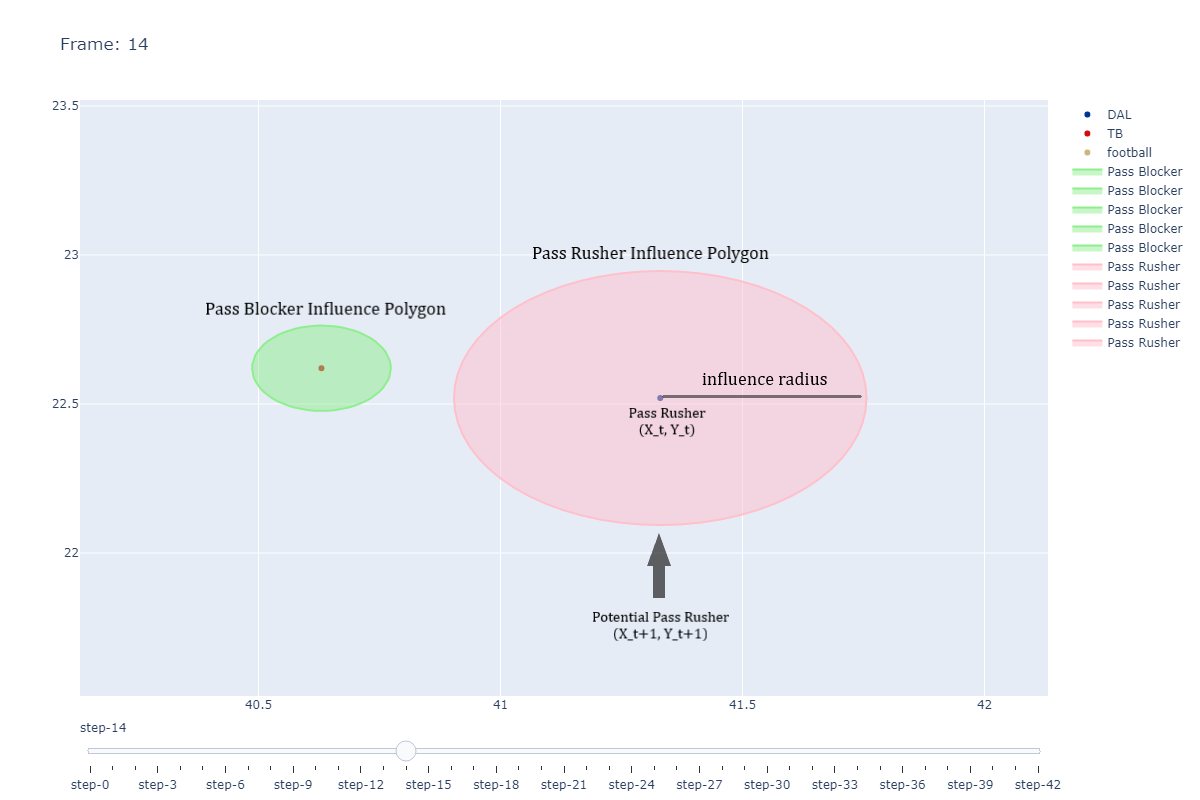 Frame: 14
23.5
23
22.5
22
40.5
41
41.5
42
DAL
TB
football
Pass Blocker
Pass Blocker
Pass Blocker
Pass Blocker
Pass Blocker
Pass Rusher
Pass Rusher
Pass Rusher
Pass Rusher
Pass Rusher
Pass Rusher Influence Polygon
Pass Blocker Influence Polygon
influence radius
Pass Rusher
(X_t, Y_t)
Potential Pass Rusher
(X_t+1, Y_t+1)
step-14
step-0 step-3 step-6 step-9 step-12 step-15 step-18 step-21 step-24 step-27 step-30 step-33 step-36 step-39 step-42